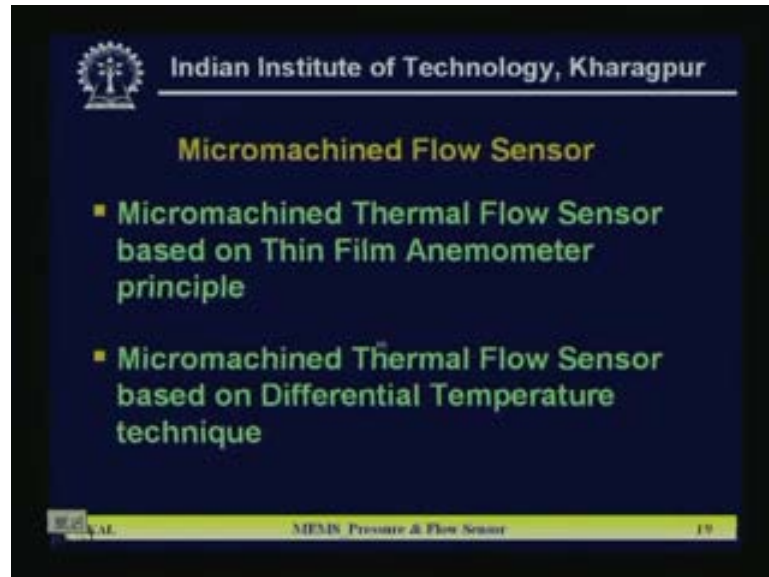 Indian Institute of Technology, Kharagpur
Micromachined Flow Sensor
Micromachined Thermal Flow Sensor
based on Thin Film Anemometer
principle
Micromachined Thermal Flow Sensor
based on Differential Temperature
technique
KAL MEMS Pressure & Flow Sensor 19